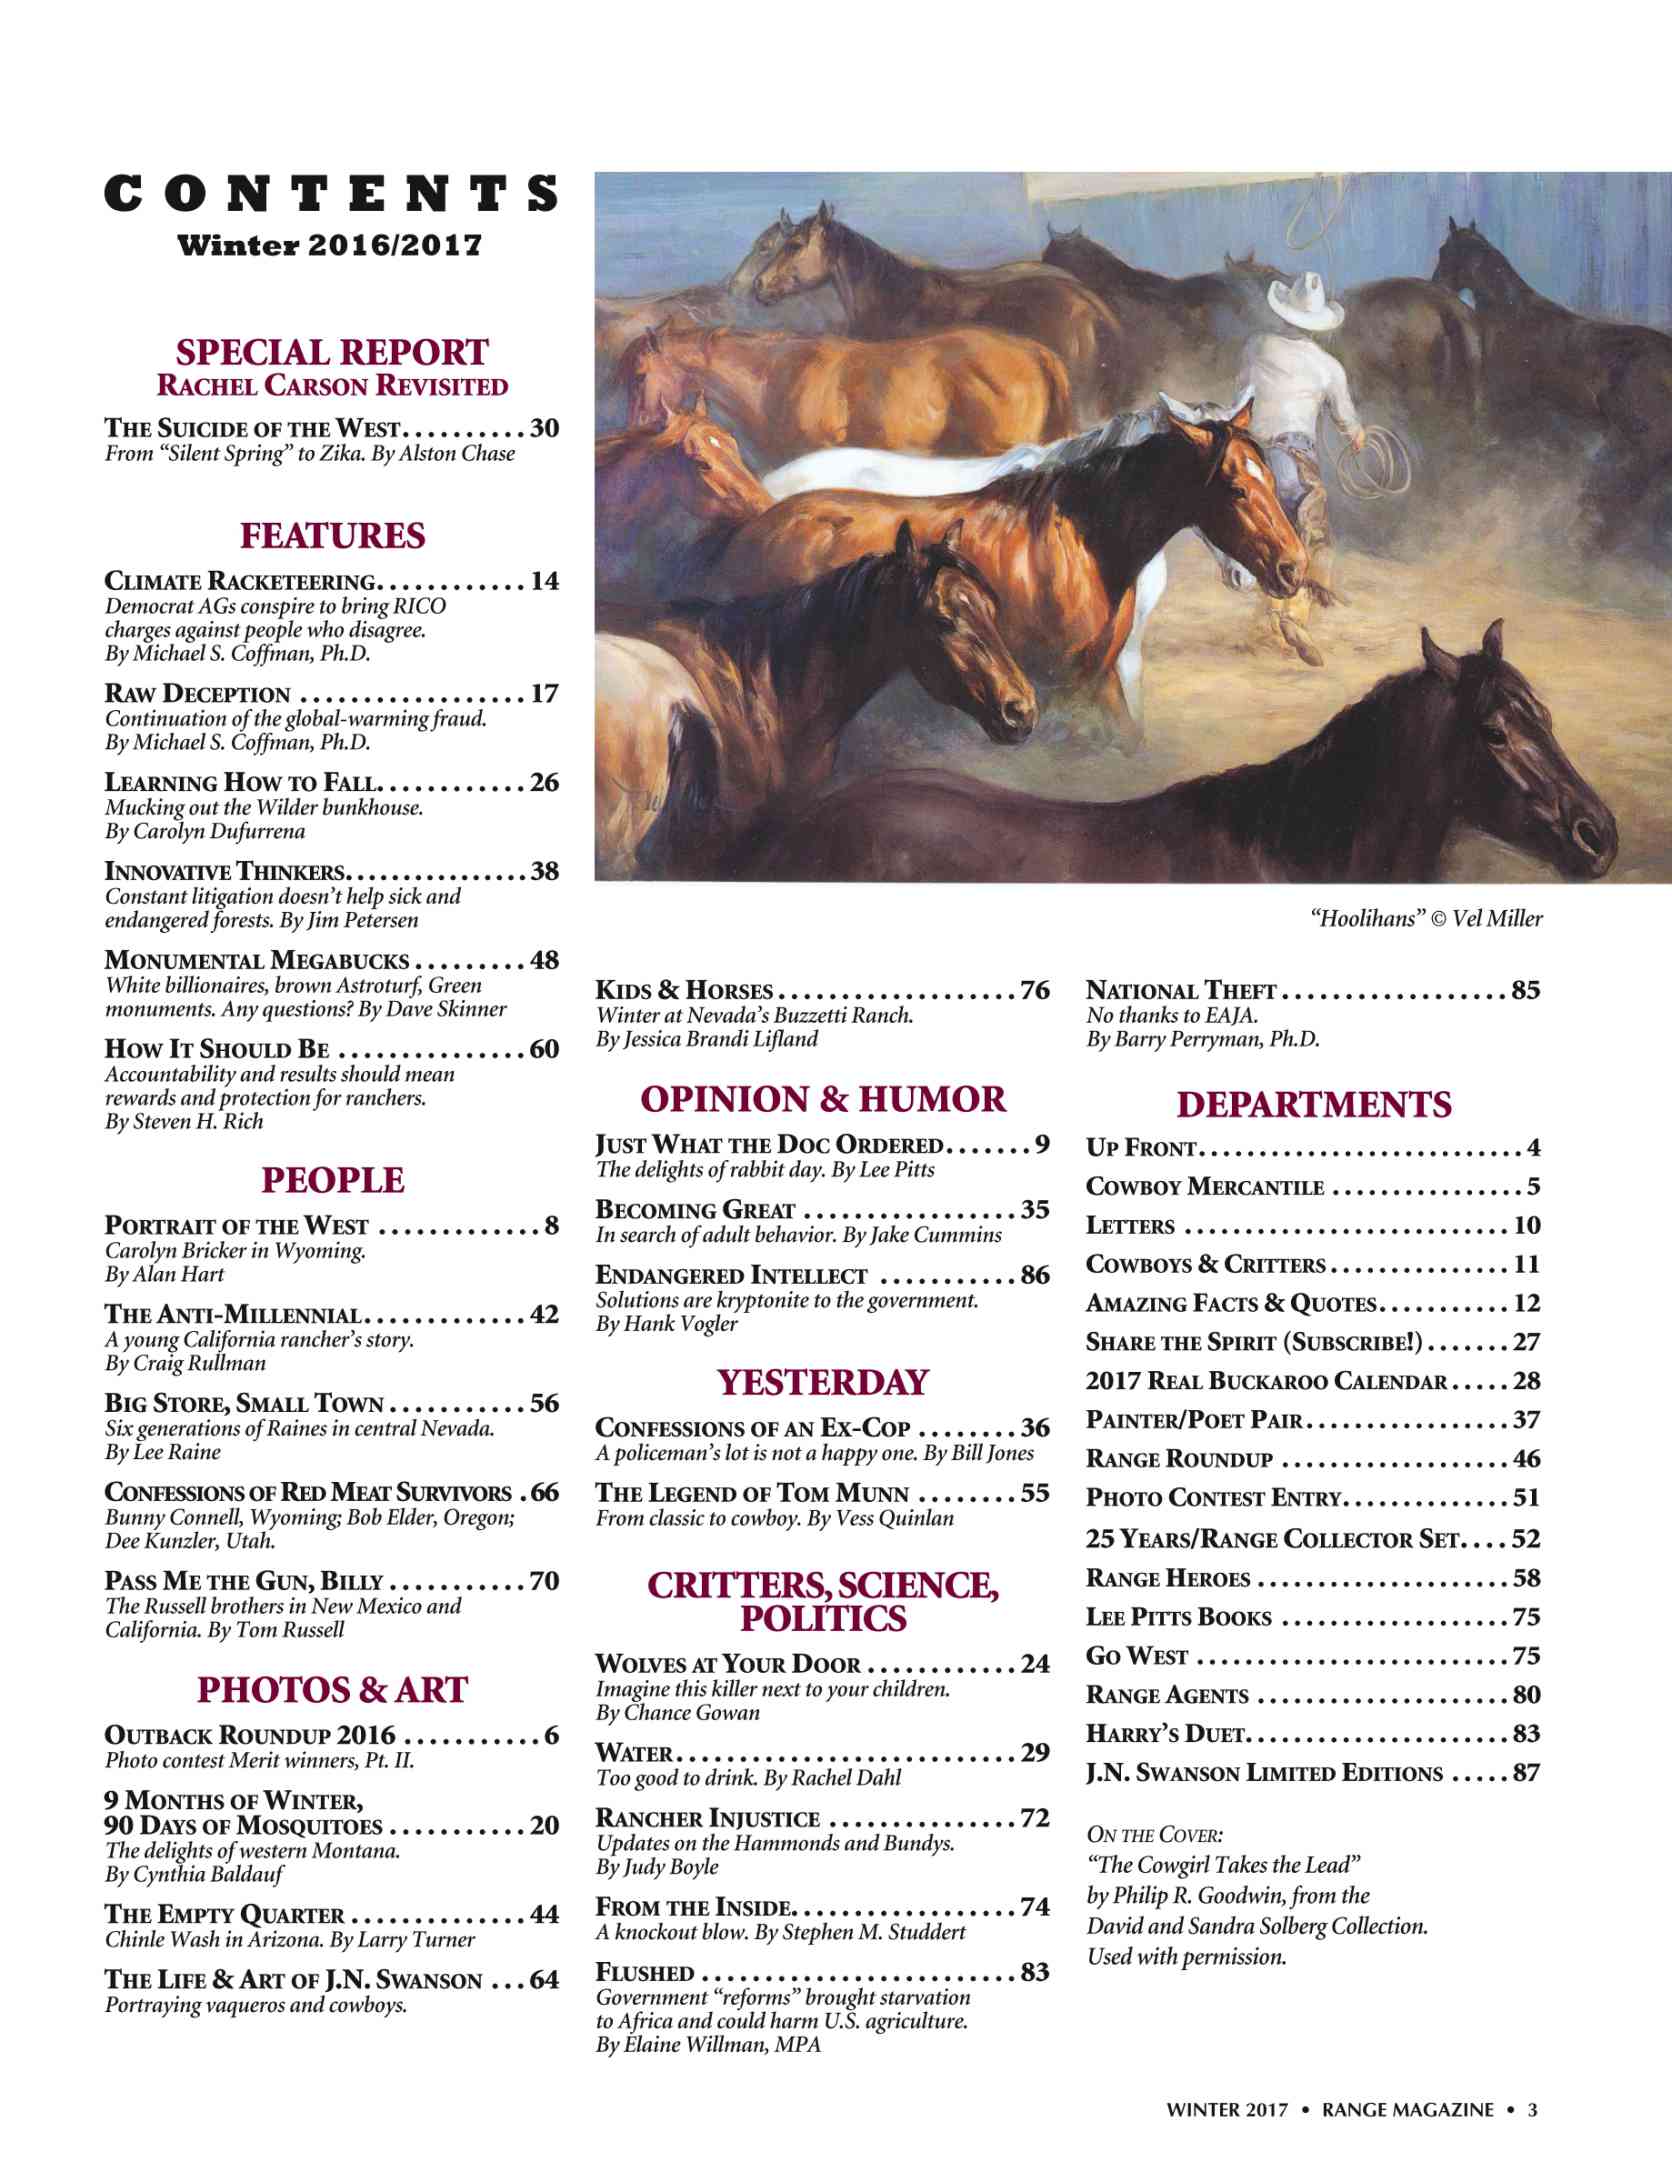 CONTENTS
Winter 2016/2017
SPECIAL REPORT
RACHEL CARSON REVISITED
THE SUICIDE OF THE WEST..........30
From “Silent Spring” to Zika. By Alston Chase
FEATURES
CLIMATE RACKETEERING............14
Democrat AGs conspire to bring RICO
charges against people who disagree.
By Michael S. Coffman, Ph.D.
RAW DECEPTION ..................17
Continuation of the global-warming fraud.
By Michael S. Coffman, Ph.D.
LEARNING HOW TO FALL............26
Mucking out the Wilder bunkhouse.
By Carolyn Dufurrena
INNOVATIVE THINKERS...............38
Constant litigation doesn’t help sick and
endangered forests. By Jim Petersen
MONUMENTAL MEGABUCKS.........48
White billionaires, brown Astroturf, Green
monuments. Any questions? By Dave Skinner
HOW IT SHOULD BE ...............60
Accountability and results should mean
rewards and protection for ranchers.
By Steven H. Rich
PEOPLE
PORTRAIT OF THE WEST .............8
Carolyn Bricker in Wyoming.
By Alan Hart
THE ANTI-MILLENNIAL.............42
A young California rancher’s story.
By Craig Rullman
BIG STORE, SMALL TOWN...........56
Six generations of Raines in central Nevada.
By Lee Raine
CONFESSIONS OF RED MEAT SURVIVORS .66
Bunny Connell, Wyoming; Bob Elder, Oregon;
Dee Kunzler, Utah.
PASS ME THE GUN, BILLY...........70
The Russell brothers in New Mexico and
California. By Tom Russell
PHOTOS & ART
OUTBACK ROUNDUP 2016 ...........6
Photo contest Merit winners, Pt. II.
9 MONTHS OF WINTER,
90 DAYS OF MOSQUITOES...........20
The delights of western Montana.
By Cynthia Baldauf
THE EMPTY QUARTER..............44
Chinle Wash in Arizona. By Larry Turner
THE LIFE & ART OF J.N. SWANSON ...64
Portraying vaqueros and cowboys.
“Hoolihans” © Vel Miller
KIDS & HORSES...................76
Winter at Nevada’s Buzzetti Ranch.
By Jessica Brandi Lifland
OPINION & HUMOR
JUST WHAT THE DOC ORDERED.......9
The delights of rabbit day. By Lee Pitts
BECOMING GREAT .................35
In search of adult behavior. By Jake Cummins
ENDANGERED INTELLECT ...........86
Solutions are kryptonite to the government.
By Hank Vogler
YESTERDAY
CONFESSIONS OF AN EX-COP ........36
A policeman’s lot is not a happy one. By Bill Jones
THE LEGEND OF TOM MUNN ........55
From classic to cowboy. By Vess Quinlan
CRITTERS, SCIENCE,
POLITICS
WOLVES AT YOUR DOOR............24
Imagine this killer next to your children.
By Chance Gowan
WATER...........................29
Too good to drink. By Rachel Dahl
RANCHER INJUSTICE ...............72
Updates on the Hammonds and Bundys.
By Judy Boyle
FROM THE INSIDE..................74
A knockout blow. By Stephen M. Studdert
FLUSHED .........................83
Government “reforms” brought starvation
to Africa and could harm U.S. agriculture.
By Elaine Willman, MPA
NATIONAL THEFT..................85
No thanks to EAJA.
By Barry Perryman, Ph.D.
DEPARTMENTS
UP FRONT...........................4
COWBOY MERCANTILE ................5
LETTERS ...........................10
COWBOYS & CRITTERS...............11
AMAZING FACTS & QUOTES...........12
SHARE THE SPIRIT (SUBSCRIBE!).......27
2017 REAL BUCKAROO CALENDAR.....28
PAINTER/POET PAIR.................37
RANGE ROUNDUP ...................46
PHOTO CONTEST ENTRY..............51
25 YEARS/RANGE COLLECTOR SET....52
RANGE HEROES .....................58
LEE PITTS BOOKS ...................75
GO WEST ..........................75
RANGE AGENTS .....................80
HARRY’S DUET......................83
J.N. SWANSON LIMITED EDITIONS .....87
ON THE COVER:
“The Cowgirl Takes the Lead”
by Philip R. Goodwin, from the
David and Sandra Solberg Collection.
Used with permission.
WINTER 2017 • RANGE MAGAZINE • 3